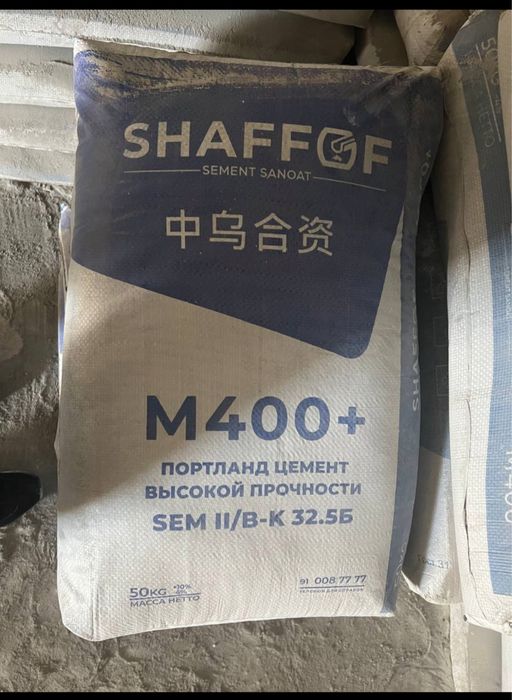 SHAFFOF
SEMENT SANOAT
中乌合资
M400+
ПОРТЛАНД ЦЕМЕНТ
ВЫСОКОЙ ПРОЧНОСТИ
SEM II/B-K 32.5Б
50KG
МАССА НЕТТО
91 008 77 77